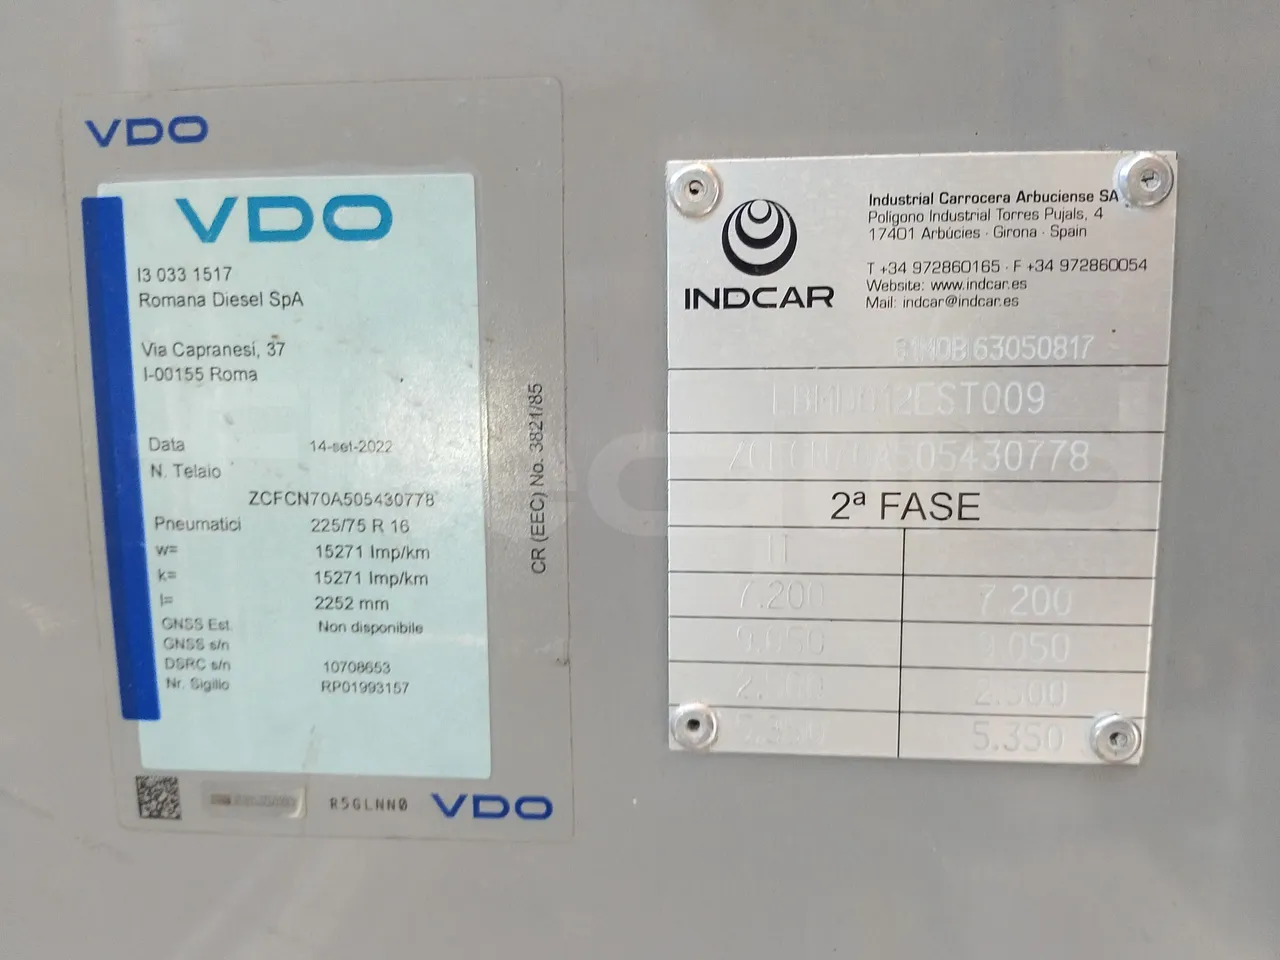 VDO
VDO
I3 033 1517
Romana Diesel SpA
Via Capranesi, 37
I-00155 Roma
Data 14-set-2022
N. Telaio
ZCFCN70A505430778
Pneumatici 225/75 R 16
w= 15271 Imp/km
k= 15271 Imp/km
l= 2252 mm
GNSS Est. Non disponibile
GNSS s/n
DSRC s/n 10708653
Nr. Sigillo RP01993157
CR (EEC) No. 3821/85
R5GLNN0 VDO
INDCAR
Industrial Carrocera Arbuciense SA
Poligono Industrial Torres Pujals, 4
17401 Arbúcies · Girona · Spain
T +34 972860165 · F +34 972860054
Website: www.indcar.es
Mail: indcar@indcar.es
ZCFCN70A505430778
2ª FASE
7.200 7.200
9.050 9.050
2.500 2.500
5.350 5.350